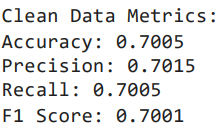 Clean Data Metrics:
Accuracy: 0.7005
Precision: 0.7015
Recall: 0.7005
F1 Score: 0.7001